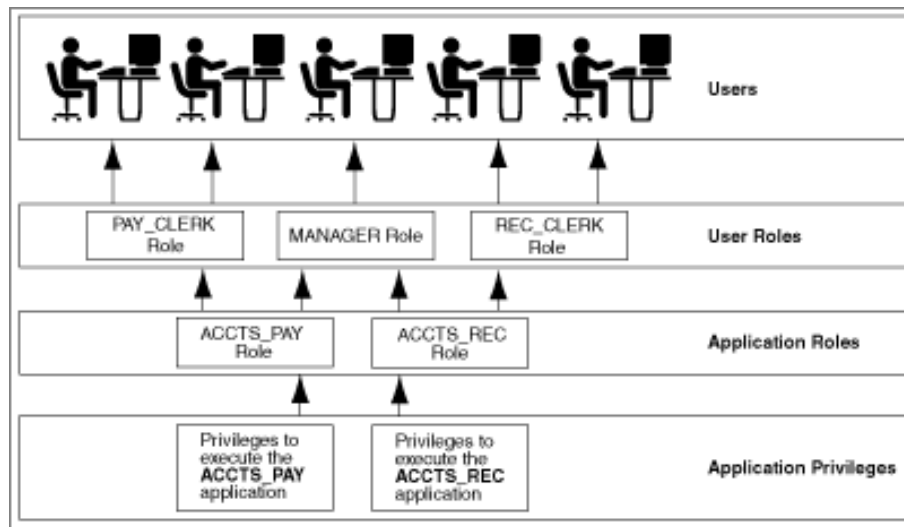 Users
PAY_CLERK
Role
MANAGER Role
REC_CLERK
Role
User Roles
ACCTS_PAY
Role
ACCTS_REC
Role
Application Roles
Privileges to
execute the
ACCTS_PAY
application
Privileges to
execute the
ACCTS_REC
application
Application Privileges